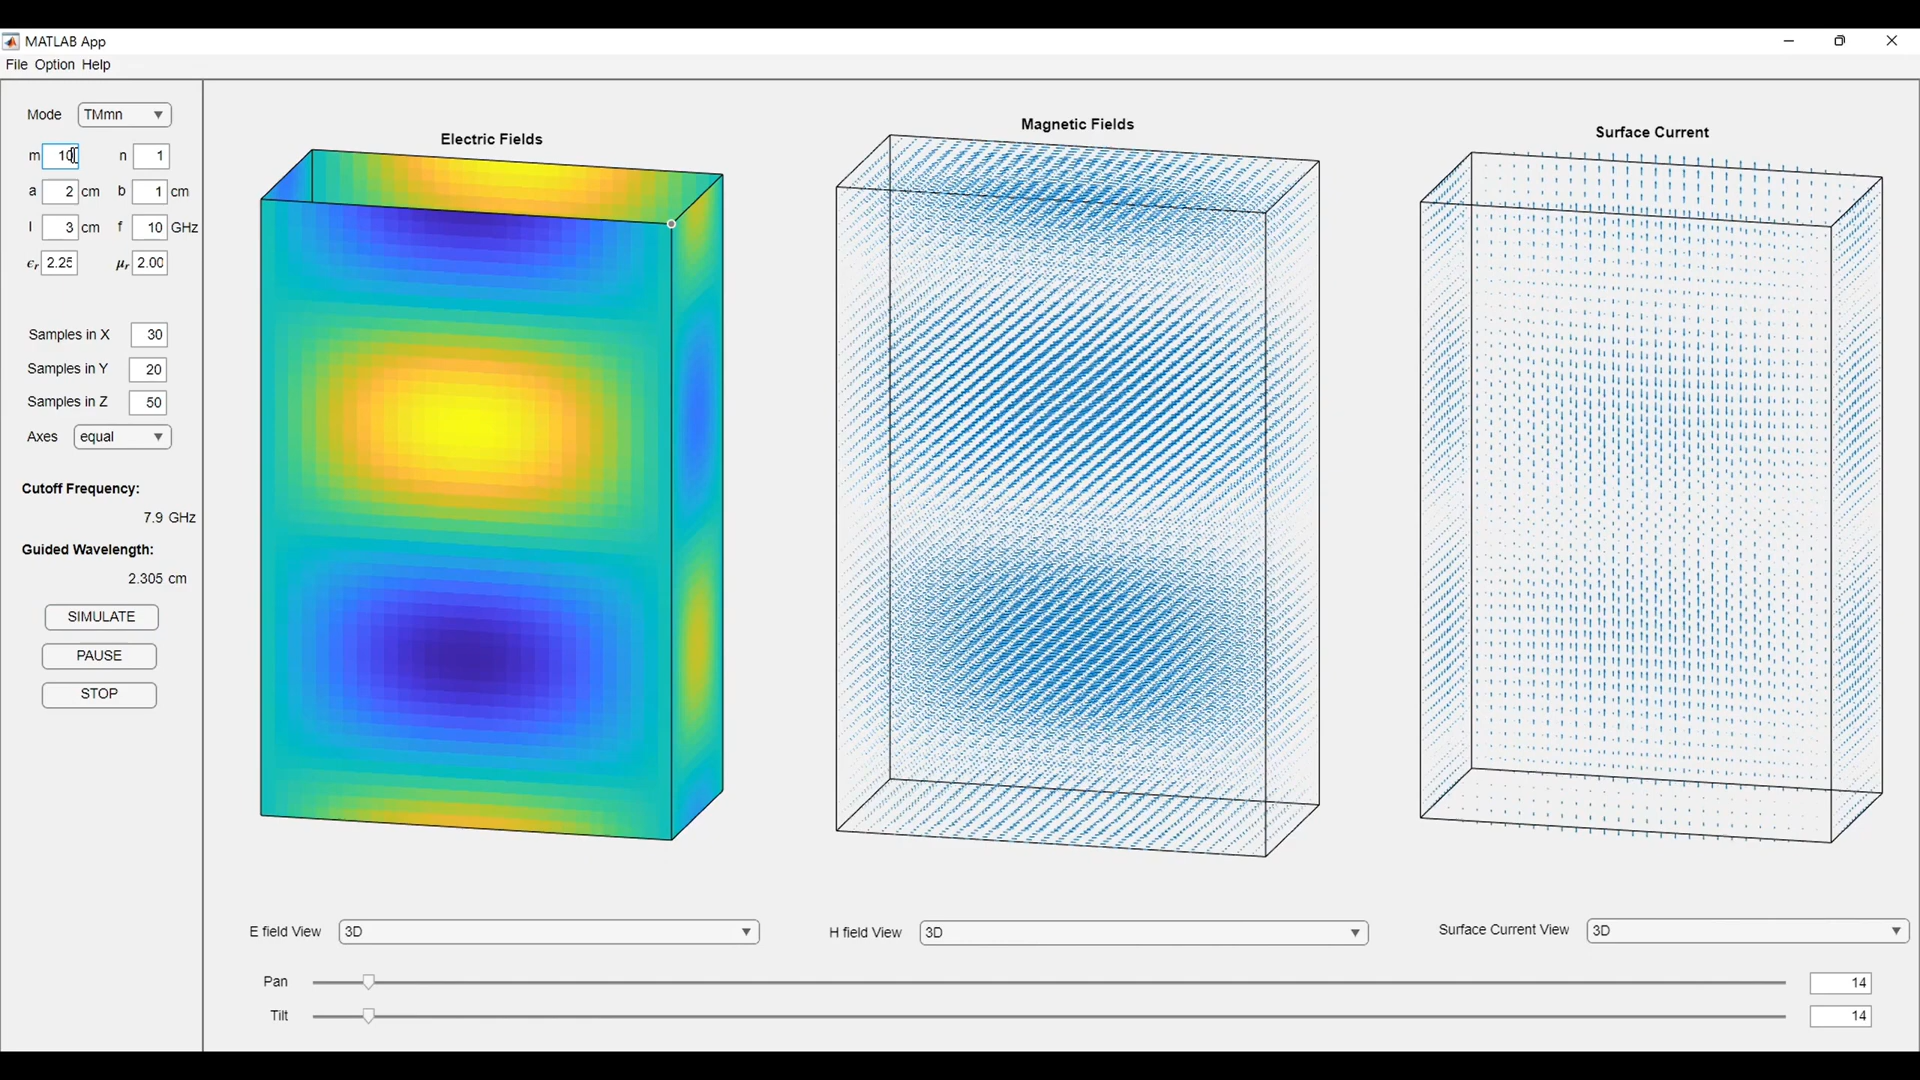 MATLAB App
File Option Help
Mode TMmn
m 10 n 1
a 2 cm b 1 cm
l 3 cm f 10 GHz
ϵr 2.25 μr 2.00
Samples in X 30
Samples in Y 20
Samples in Z 50
Axes equal
Cutoff Frequency:
7.9 GHz
Guided Wavelength:
2.305 cm
SIMULATE
PAUSE
STOP
Electric Fields
Magnetic Fields
Surface Current
E field View 3D
H field View 3D
Surface Current View 3D
Pan 14
Tilt 14